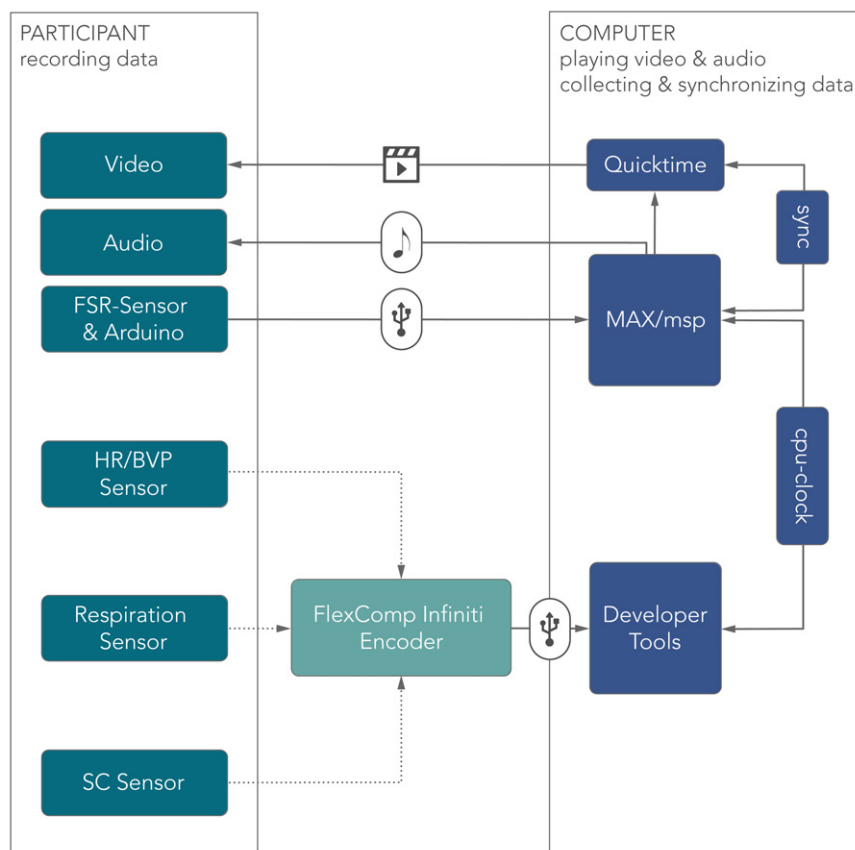 PARTICIPANT
recording data
COMPUTER
playing video & audio
collecting & synchronizing data
Video
Quicktime
sync
Audio
FSR-Sensor
& Arduino
MAX/msp
HR/BVP
Sensor
cpu-clock
Respiration
Sensor
FlexComp Infiniti
Encoder
Developer
Tools
SC Sensor